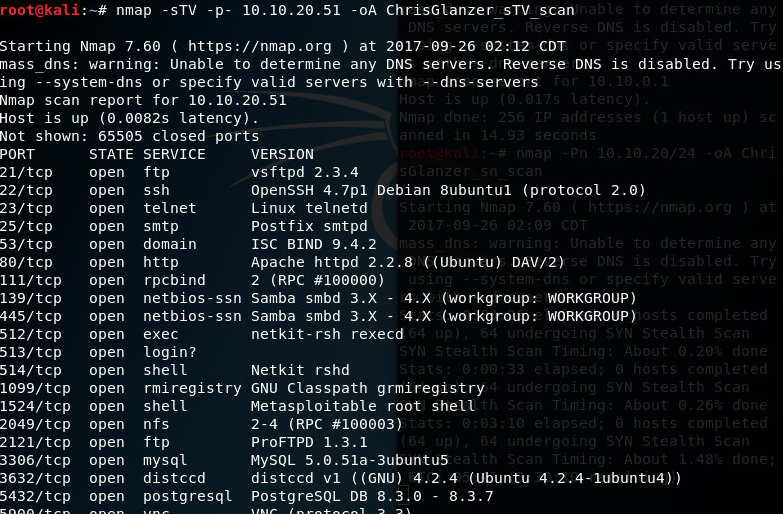 root@kali:~# nmap -sTV -p- 10.10.20.51 -oA ChrisGlanzer_sTV_scan
Starting Nmap 7.60 ( https://nmap.org ) at 2017-09-26 02:12 CDT
mass_dns: warning: Unable to determine any DNS servers. Reverse DNS is disabled. Try us
ing --system-dns or specify valid servers with --dns-servers
Nmap scan report for 10.10.20.51
Host is up (0.0082s latency).
Not shown: 65505 closed ports
PORT STATE SERVICE VERSION
21/tcp open ftp vsftpd 2.3.4
22/tcp open ssh OpenSSH 4.7p1 Debian 8ubuntu1 (protocol 2.0)
23/tcp open telnet Linux telnetd
25/tcp open smtp Postfix smtpd
53/tcp open domain ISC BIND 9.4.2
80/tcp open http Apache httpd 2.2.8 ((Ubuntu) DAV/2)
111/tcp open rpcbind 2 (RPC #100000)
139/tcp open netbios-ssn Samba smbd 3.X - 4.X (workgroup: WORKGROUP)
445/tcp open netbios-ssn Samba smbd 3.X - 4.X (workgroup: WORKGROUP)
512/tcp open exec netkit-rsh rexecd
513/tcp open login?
514/tcp open shell Netkit rshd
1099/tcp open rmiregistry GNU Classpath grmiregistry
1524/tcp open shell Metasploitable root shell
2049/tcp open nfs 2-4 (RPC #100003)
2121/tcp open ftp ProFTPD 1.3.1
3306/tcp open mysql MySQL 5.0.51a-3ubuntu5
3632/tcp open distccd distccd v1 ((GNU) 4.2.4 (Ubuntu 4.2.4-1ubuntu4))
5432/tcp open postgresql PostgreSQL DB 8.3.0 - 8.3.7
5900/tcp open vnc VNC (protocol 3.3)
Unable to determine any
DNS servers. Reverse DNS is disabled. Try
using --system-dns or specify valid serve
report for 10.10.0.1
Host is up (0.017s latency).
Nmap done: 256 IP addresses (1 host up) sc
anned in 14.93 seconds
root@kali:~# nmap -Pn 10.10.20/24 -oA Chri
sGlanzer_sn_scan
Starting Nmap 7.60 ( https://nmap.org ) at
2017-09-26 02:09 CDT
mass_dns: warning: Unable to determine any
DNS servers. Reverse DNS is disabled. Try
using --system-dns or specify valid serve
0 hosts completed
(64 up), 64 undergoing SYN Stealth Scan
SYN Stealth Scan Timing: About 0.20% done
Stats: 0:00:33 elapsed; 0 hosts completed
64 undergoing SYN Stealth Scan
Stealth Scan Timing: About 0.26% done
Stats: 0:03:10 elapsed; 0 hosts completed
(64 up), 64 undergoing SYN Stealth Scan
Stealth Scan Timing: About 1.48% done;